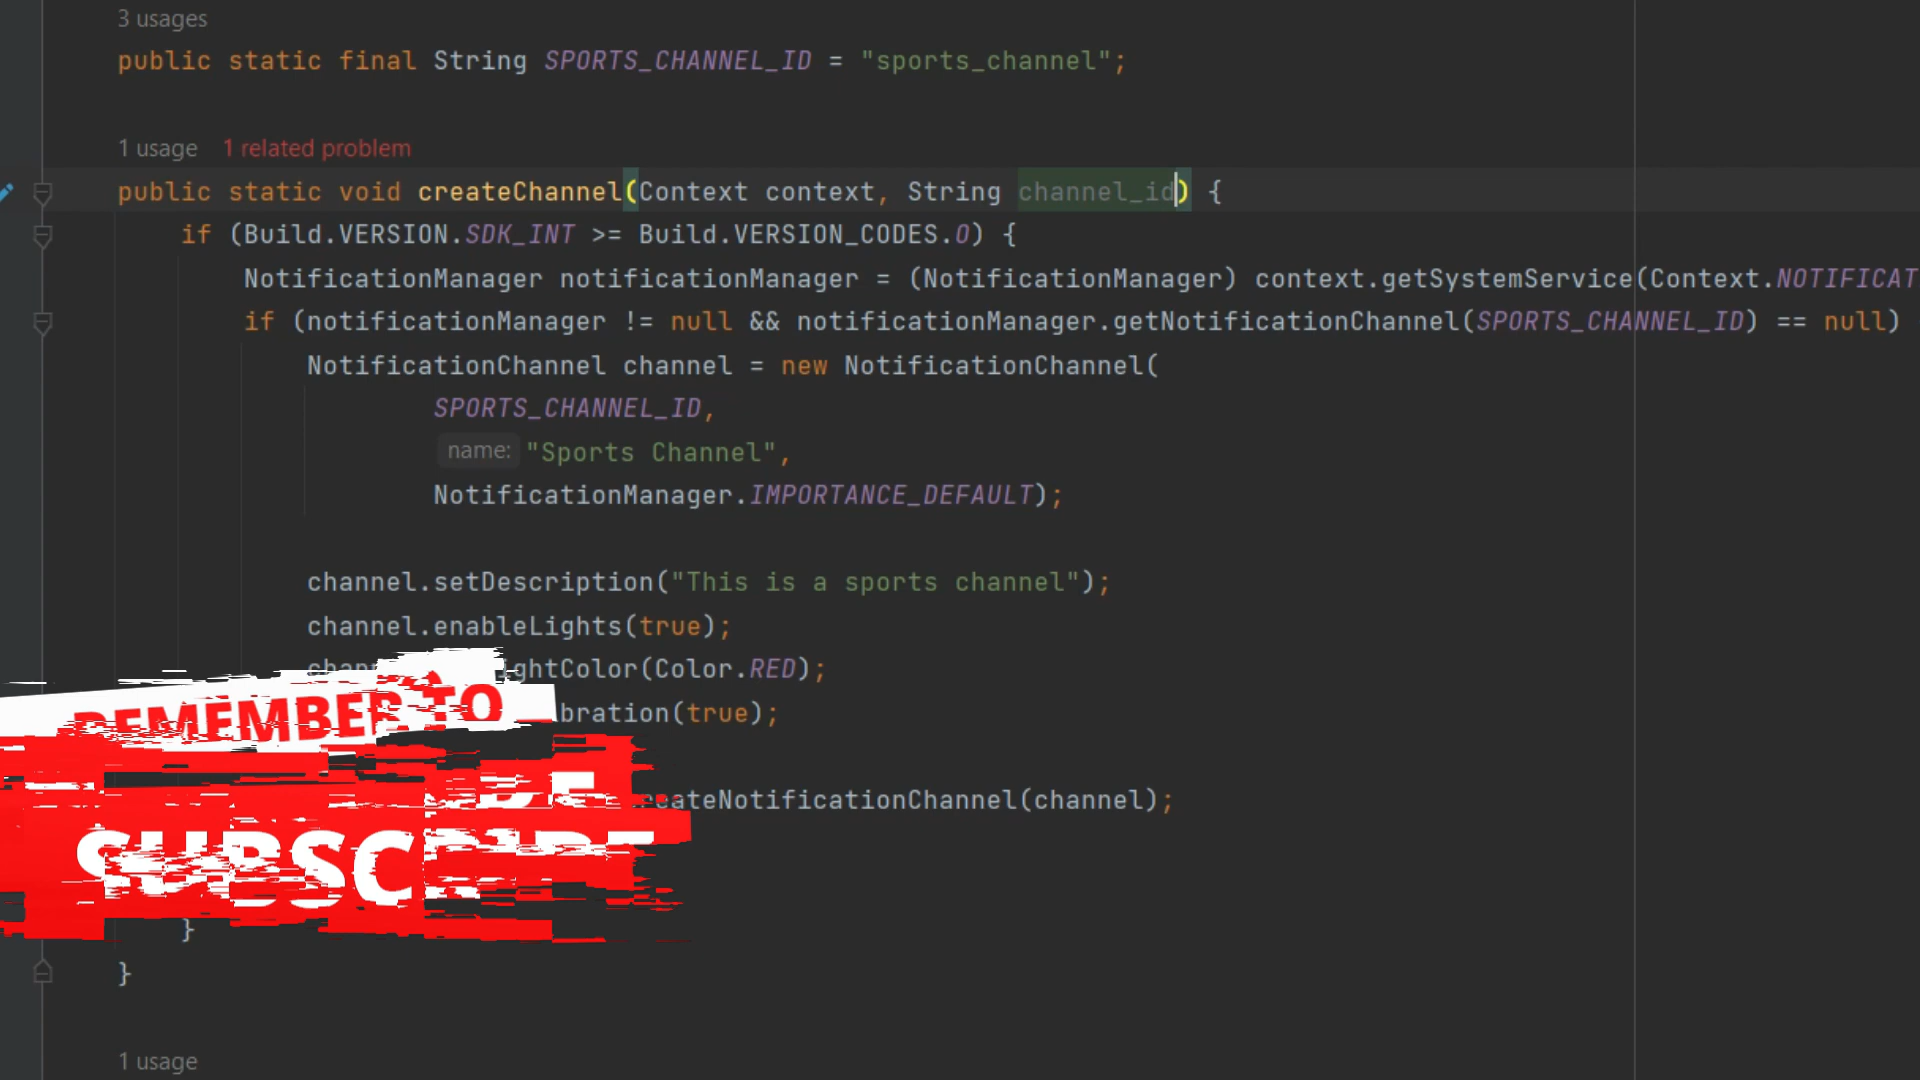 3 usages
public static final String SPORTS_CHANNEL_ID = "sports_channel";
1 usage 1 related problem
public static void createChannel(Context context, String channel_id) {
if (Build.VERSION.SDK_INT >= Build.VERSION_CODES.O) {
NotificationManager notificationManager = (NotificationManager) context.getSystemService(Context.NOTIFICAT
if (notificationManager != null && notificationManager.getNotificationChannel(SPORTS_CHANNEL_ID) == null)
NotificationChannel channel = new NotificationChannel(
SPORTS_CHANNEL_ID,
name: "Sports Channel",
NotificationManager.IMPORTANCE_DEFAULT);
channel.setDescription("This is a sports channel");
channel.enableLights(true);
ghtColor(Color.RED);
bration(true);
REMEMBER TO
eateNotificationChannel(channel);
SUBSCRIBE
}
}
1 usage